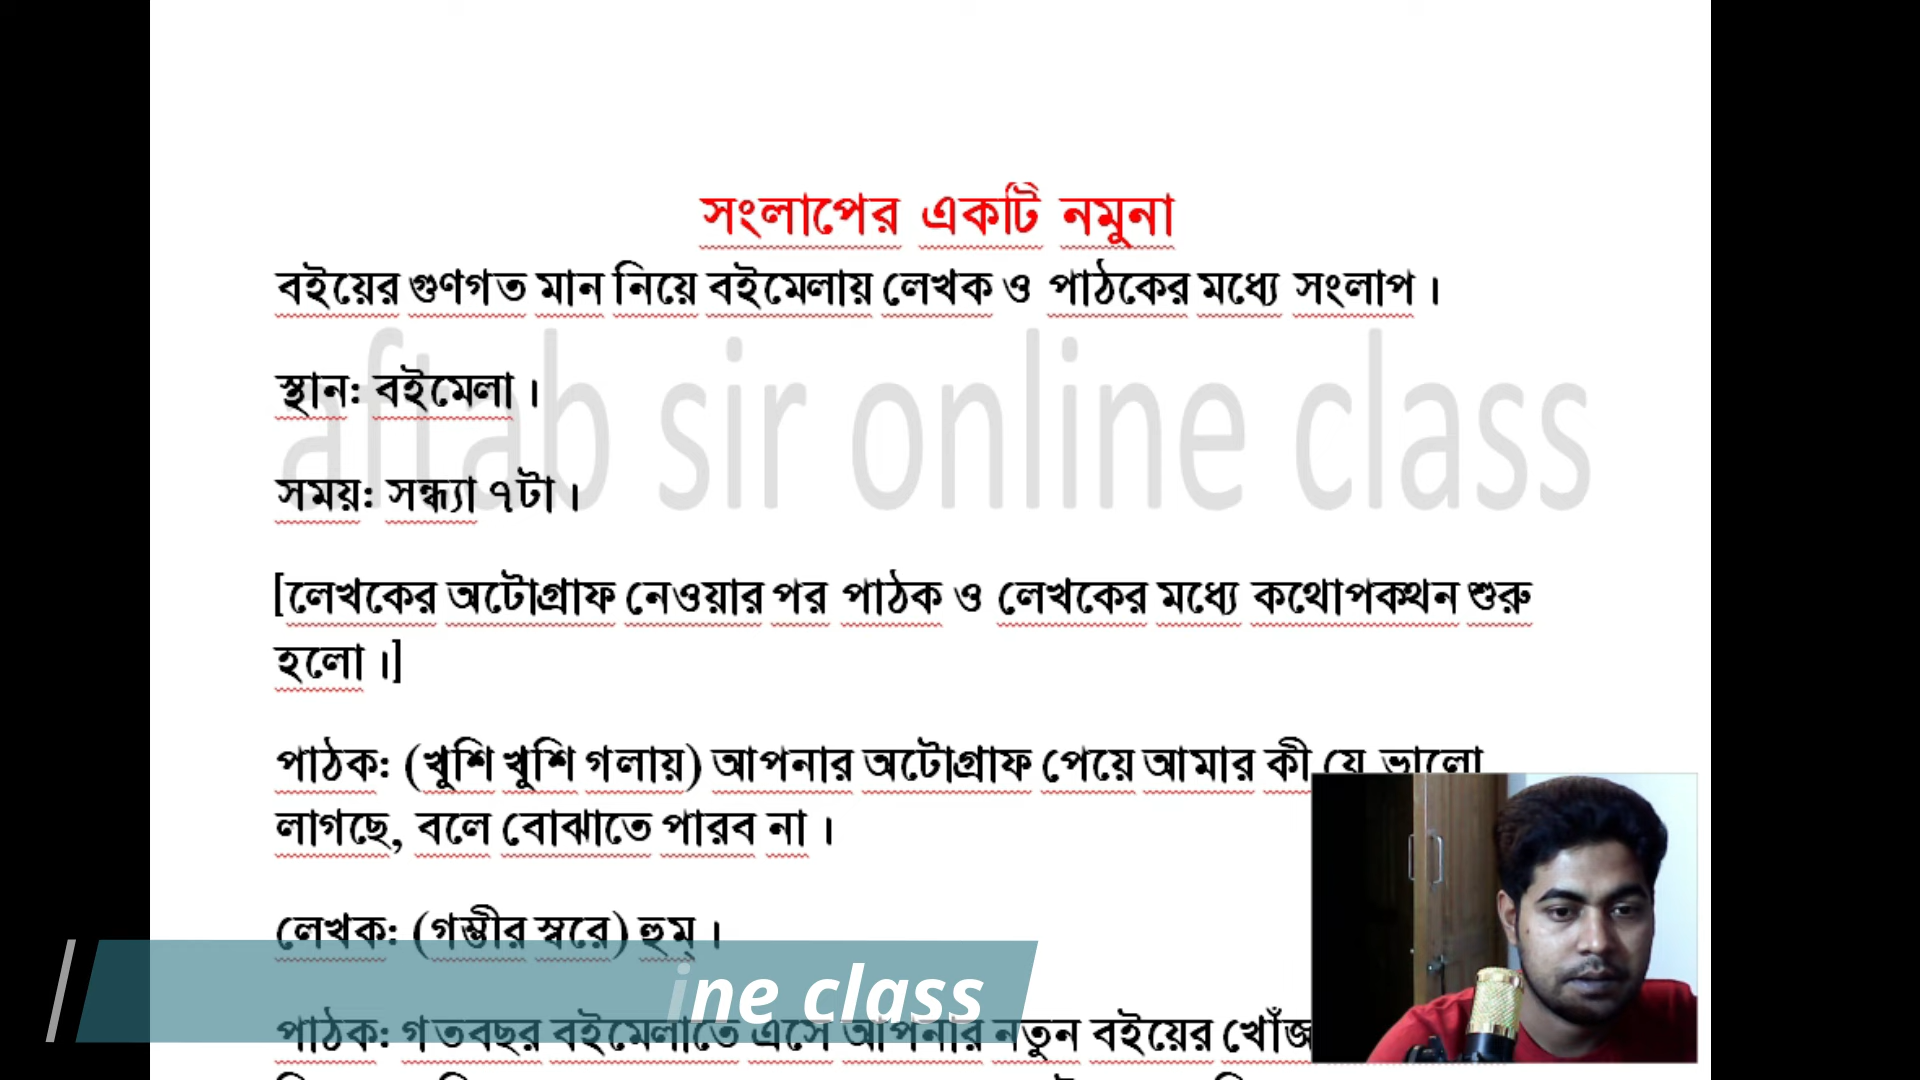 সংলাপের একটি নমুনা
বইয়ের গুণগত মান নিয়ে বইমেলায় লেখক ও পাঠকের মধ্যে সংলাপ।
aftab sir online class
স্থান: বইমেলা।
সময়: সন্ধ্যা ৭টা।
[লেখকের অটোগ্রাফ নেওয়ার পর পাঠক ও লেখকের মধ্যে কথোপকথন শুরু
হলো।]
পাঠক: (খুশি খুশি গলায়) আপনার অটোগ্রাফ পেয়ে আমার কী যে ভালো
লাগছে, বলে বোঝাতে পারব না।
লেখক: (গম্ভীর স্বরে) হুম্।
ine class
পাঠক: গতবছর বইমেলাতে এসে আপনার নতুন বইয়ের খোঁজ